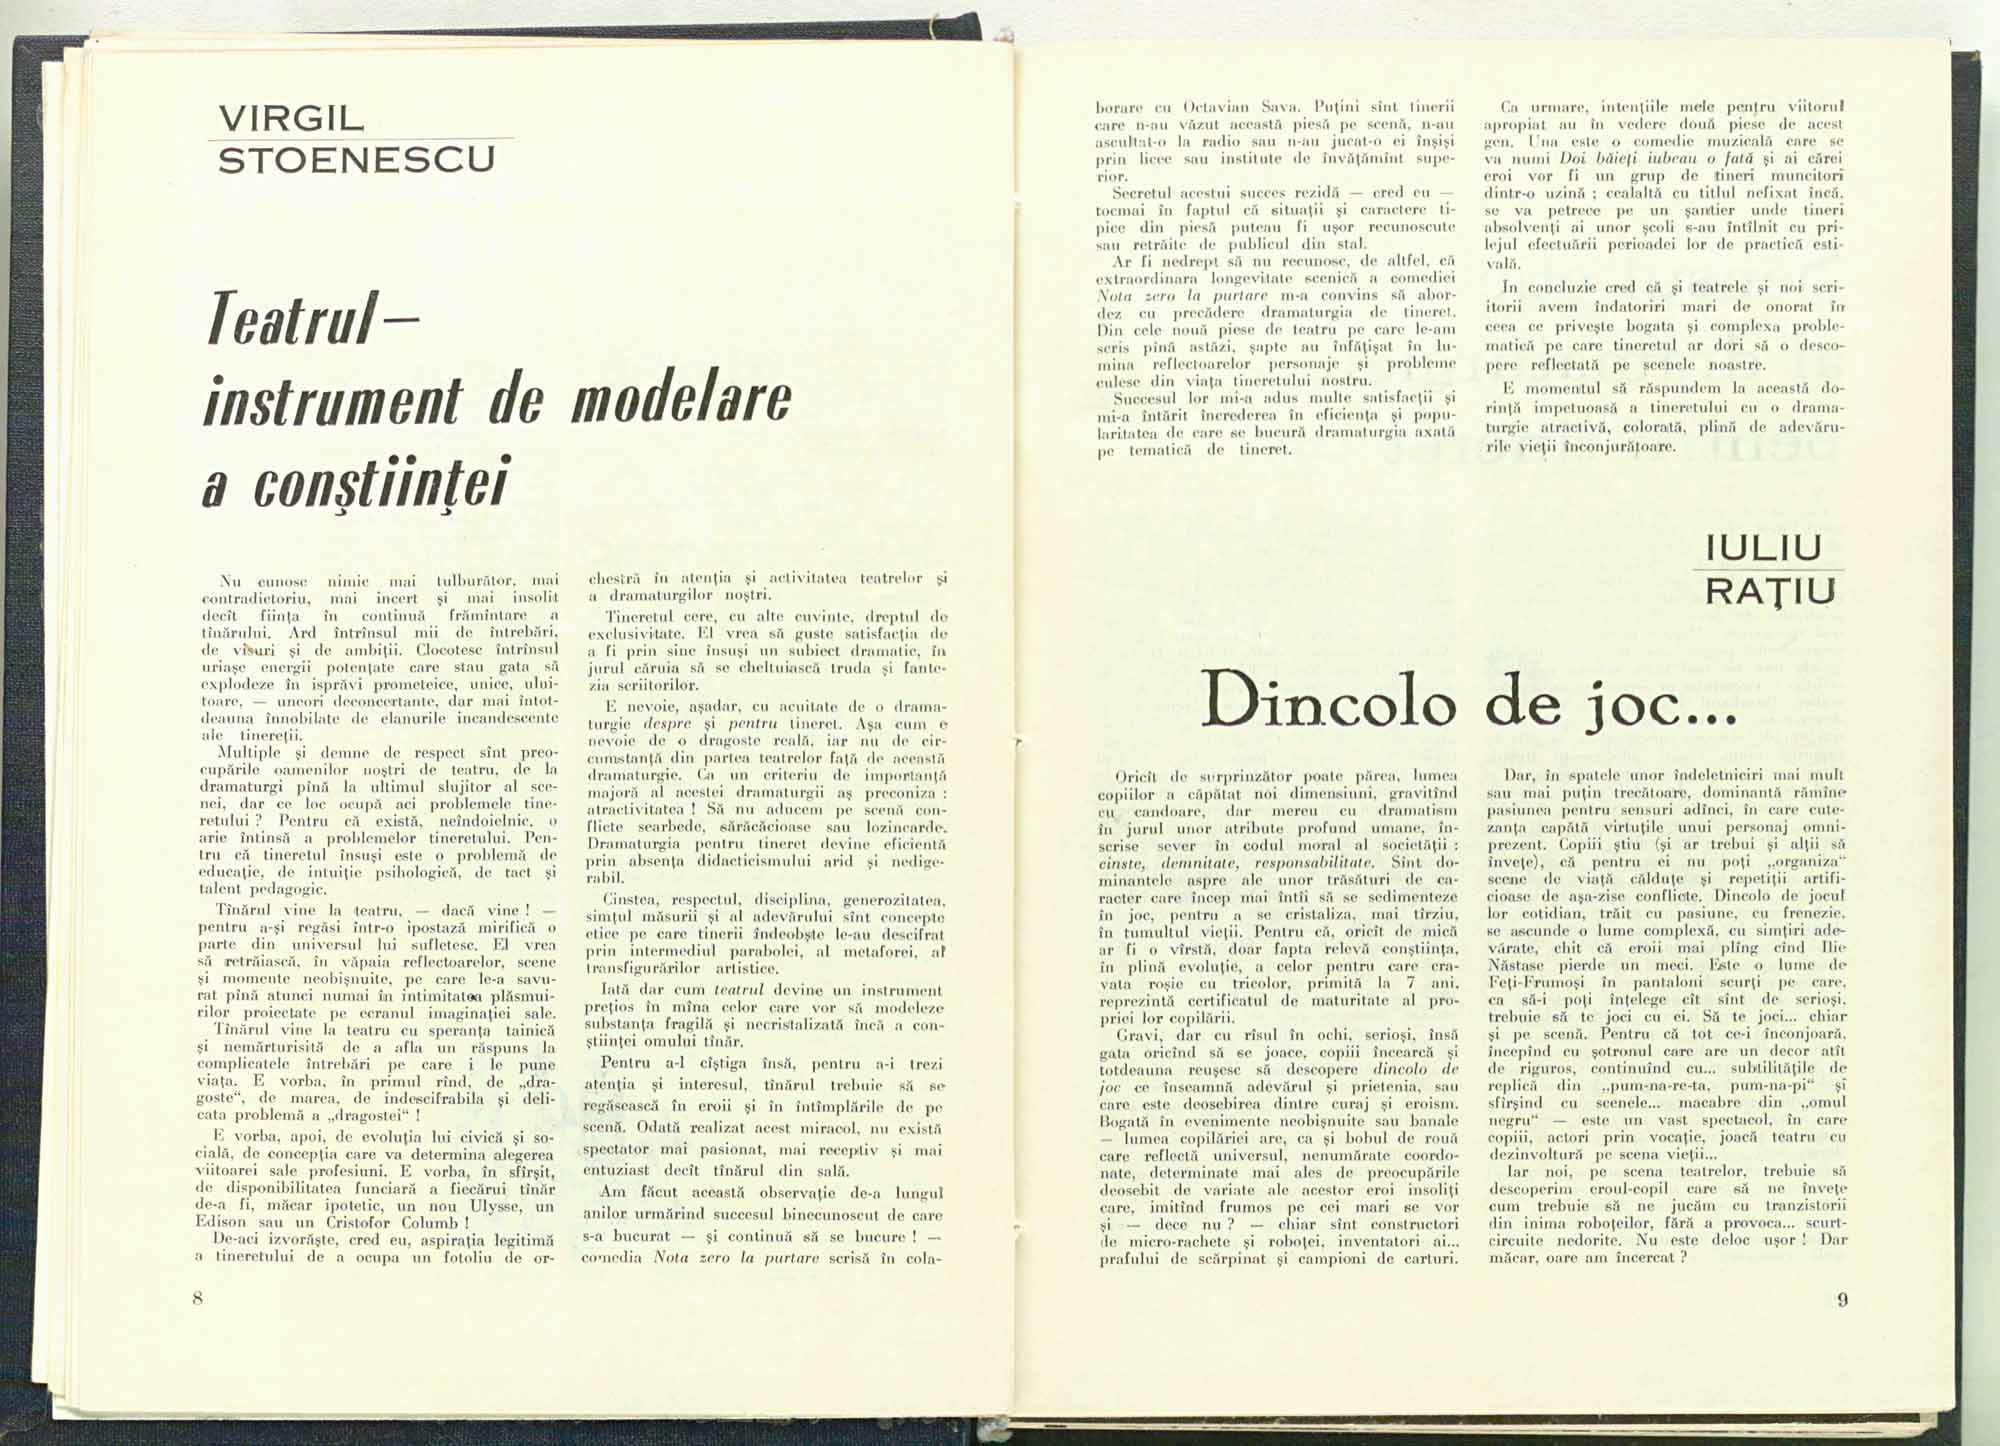 VIRGIL
STOENESCU
Teatrul—
instrument de modelare
a conştiinţei
Nu cunosc nimic mai tulburător, mai
contradictoriu, mai incert şi mai insolit
decît fiinţa în continuă frămîntare a
tînărului. Ard întrînsul mii de întrebări,
de visuri şi de ambiţii. Clocotesc întrînsul
uriaşe energii potenţate care stau gata să
explodeze în isprăvi prometeice, unice, ului-
toare, — uneori deconcertante, dar mai întot-
deauna înnobilate de elanurile incandescente
ale tinereţii.
Multiple şi demne de respect sînt preo-
cupările oamenilor noştri de teatru, de la
dramaturgi pînă la ultimul slujitor al sce-
nei, dar ce loc ocupă aci problemele tine-
retului ? Pentru că există, neîndoielnic, o
arie întinsă a problemelor tineretului. Pen-
tru că tineretul însuşi este o problemă de
educaţie, de intuiţie psihologică, de tact şi
talent pedagogic.
Tînărul vine la teatru, — dacă vine ! —
pentru a-şi regăsi într-o ipostază mirifică o
parte din universul lui sufletesc. El vrea
să retrăiască, în văpaia reflectoarelor, scene
şi momente neobişnuite, pe care le-a savu-
rat pînă atunci numai în intimitatea plăsmui-
rilor proiectate pe ecranul imaginaţiei sale.
Tînărul vine la teatru cu speranţa tainică
şi nemărturisită de a afla un răspuns la
complicatele întrebări pe care i le pune
viaţa. E vorba, în primul rînd, de „dra-
goste“, de marea, de indescifrabila şi deli-
cata problemă a „dragostei“ !
E vorba, apoi, de evoluţia lui civică şi so-
cială, de concepţia care va determina alegerea
viitoarei sale profesiuni. E vorba, în sfîrşit,
de disponibilitatea funciară a fiecărui tînăr
de-a fi, măcar ipotetic, un nou Ulysse, un
Edison sau un Cristofor Columb !
De-aci izvorăşte, cred eu, aspiraţia legitimă
a tineretului de a ocupa un fotoliu de or-
chestră în atenţia şi activitatea teatrelor şi
a dramaturgilor noştri.
Tineretul cere, cu alte cuvinte, dreptul de
exclusivitate. El vrea să guste satisfacţia de
a fi prin sine însuşi un subiect dramatic, în
jurul căruia să se cheltuiască truda şi fante-
zia scriitorilor.
E nevoie, aşadar, cu acuitate de o drama-
turgie despre şi pentru tineret. Aşa cum e
nevoie de o dragoste reală, iar nu de cir-
cumstanţă din partea teatrelor faţă de această
dramaturgie. Ca un criteriu de importanţă
majoră al acestei dramaturgii aş preconiza :
atractivitatea ! Să nu aducem pe scenă con-
flicte searbede, sărăcăcioase sau lozincarde.
Dramaturgia pentru tineret devine eficientă
prin absenţa didacticismului arid şi nedige-
rabil.
Cinstea, respectul, disciplina, generozitatea,
simţul măsurii şi al adevărului sînt concepte
etice pe care tinerii îndeobşte le-au descifrat
prin intermediul parabolei, al metaforei, al
transfigurărilor artistice.
Iată dar cum teatrul devine un instrument
preţios în mîna celor care vor să modeleze
substanţa fragilă şi necristalizată încă a con-
ştiinţei omului tînăr.
Pentru a-l cîştiga însă, pentru a-i trezi
atenţia şi interesul, tînărul trebuie să se
regăsească în eroii şi în întîmplările de pe
scenă. Odată realizat acest miracol, nu există
spectator mai pasionat, mai receptiv şi mai
entuziast decît tînărul din sală.
Am făcut această observaţie de-a lungul
anilor urmărind succesul binecunoscut de care
s-a bucurat — şi continuă să se bucure ! —
comedia Nota zero la purtare scrisă în cola-
8
borare cu Octavian Sava. Puţini sînt tinerii
care n-au văzut această piesă pe scenă, n-au
ascultat-o la radio sau n-au jucat-o ei înşişi
prin licee sau institute de învăţămînt supe-
rior.
Secretul acestui succes rezidă — cred eu —
tocmai în faptul că situaţii şi caractere ti-
pice din piesă puteau fi uşor recunoscute
sau retrăite de publicul din stal.
Ar fi nedrept să nu recunosc, de altfel, că
extraordinara longevitate scenică a comediei
Nota zero la purtare m-a convins să abor-
dez cu precădere dramaturgia de tineret.
Din cele nouă piese de teatru pe care le-am
scris pînă astăzi, şapte au înfăţişat în lu-
mina reflectoarelor personaje şi probleme
culese din viaţa tineretului nostru.
Succesul lor mi-a adus multe satisfacţii şi
mi-a întărit încrederea în eficienţa şi popu-
laritatea de care se bucură dramaturgia axată
pe tematică de tineret.
Ca urmare, intenţiile mele pentru viitorul
apropiat au în vedere două piese de acest
gen. Una este o comedie muzicală care se
va numi Doi băieţi iubeau o fată şi ai cărei
eroi vor fi un grup de tineri muncitori
dintr-o uzină ; cealaltă cu titlul nefixat încă,
se va petrece pe un şantier unde tineri
absolvenţi ai unor şcoli s-au întîlnit cu pri-
lejul efectuării perioadei lor de practică esti-
vală.
În concluzie cred că şi teatrele şi noi scri-
itorii avem îndatoriri mari de onorat în
ceea ce priveşte bogata şi complexa proble-
matică pe care tineretul ar dori să o desco-
pere reflectată pe scenele noastre.
E momentul să răspundem la această do-
rinţă impetuoasă a tineretului cu o drama-
turgie atractivă, colorată, plină de adevăru-
rile vieţii înconjurătoare.
IULIU
RAŢIU
Dincolo de joc...
Oricît de surprinzător poate părea, lumea
copiilor a căpătat noi dimensiuni, gravitînd
cu candoare, dar mereu cu dramatism
în jurul unor atribute profund umane, în-
scrise sever în codul moral al societăţii :
cinste, demnitate, responsabilitate. Sînt do-
minantele aspre ale unor trăsături de ca-
racter care încep mai întîi să se sedimenteze
în joc, pentru a se cristaliza, mai tîrziu,
în tumultul vieţii. Pentru că, oricît de mică
ar fi o vîrstă, doar fapta relevă conştiinţa,
în plină evoluţie, a celor pentru care cra-
vata roşie cu tricolor, primită la 7 ani,
reprezintă certificatul de maturitate al pro-
priei lor copilării.
Gravi, dar cu rîsul în ochi, serioşi, însă
gata oricînd să se joace, copiii încearcă şi
totdeauna reuşesc să descopere dincolo de
joc ce înseamnă adevărul şi prietenia, sau
care este deosebirea dintre curaj şi eroism.
Bogată în evenimente neobişnuite sau banale
— lumea copilăriei are, ca şi bobul de rouă
care reflectă universul, nenumărate coordo-
nate, determinate mai ales de preocupările
deosebit de variate ale acestor eroi insoliţi
care, imitînd frumos pe cei mari se vor
şi — dece nu ? — chiar sînt constructori
de micro-rachete şi roboţei, inventatori ai...
prafului de scărpinat şi campioni de carturi.
Dar, în spatele unor îndeletniciri mai mult
sau mai puţin trecătoare, dominantă rămîne
pasiunea pentru sensuri adînci, în care cute-
zanţa capătă virtuţile unui personaj omni-
prezent. Copiii ştiu (şi ar trebui şi alţii să
înveţe), că pentru ei nu poţi „organiza“
scene de viaţă călduţe şi repetiţii artifi-
cioase de aşa-zise conflicte. Dincolo de jocul
lor cotidian, trăit cu pasiune, cu frenezie,
se ascunde o lume complexă, cu simţiri ade-
vărate, chit că eroii mai plîng cînd Ilie
Năstase pierde un meci. Este o lume de
Feţi-Frumoşi în pantaloni scurţi pe care,
ca să-i poţi înţelege cît sînt de serioşi,
trebuie să te joci cu ei. Să te joci... chiar
şi pe scenă. Pentru că tot ce-i înconjoară,
începînd cu şotronul care are un decor atît
de riguros, continuînd cu... subtilităţile de
replică din „pum-na-re-ta, pum-na-pi“ şi
sfîrşind cu scenele... macabre din „omul
negru“ — este un vast spectacol, în care
copiii, actori prin vocaţie, joacă teatru cu
dezinvoltură pe scena vieţii...
Iar noi, pe scena teatrelor, trebuie să
descoperim eroul-copil care să ne înveţe
cum trebuie să ne jucăm cu tranzistorii
din inima roboţeilor, fără a provoca... scurt-
circuite nedorite. Nu este deloc uşor ! Dar
măcar, oare am încercat ?
9